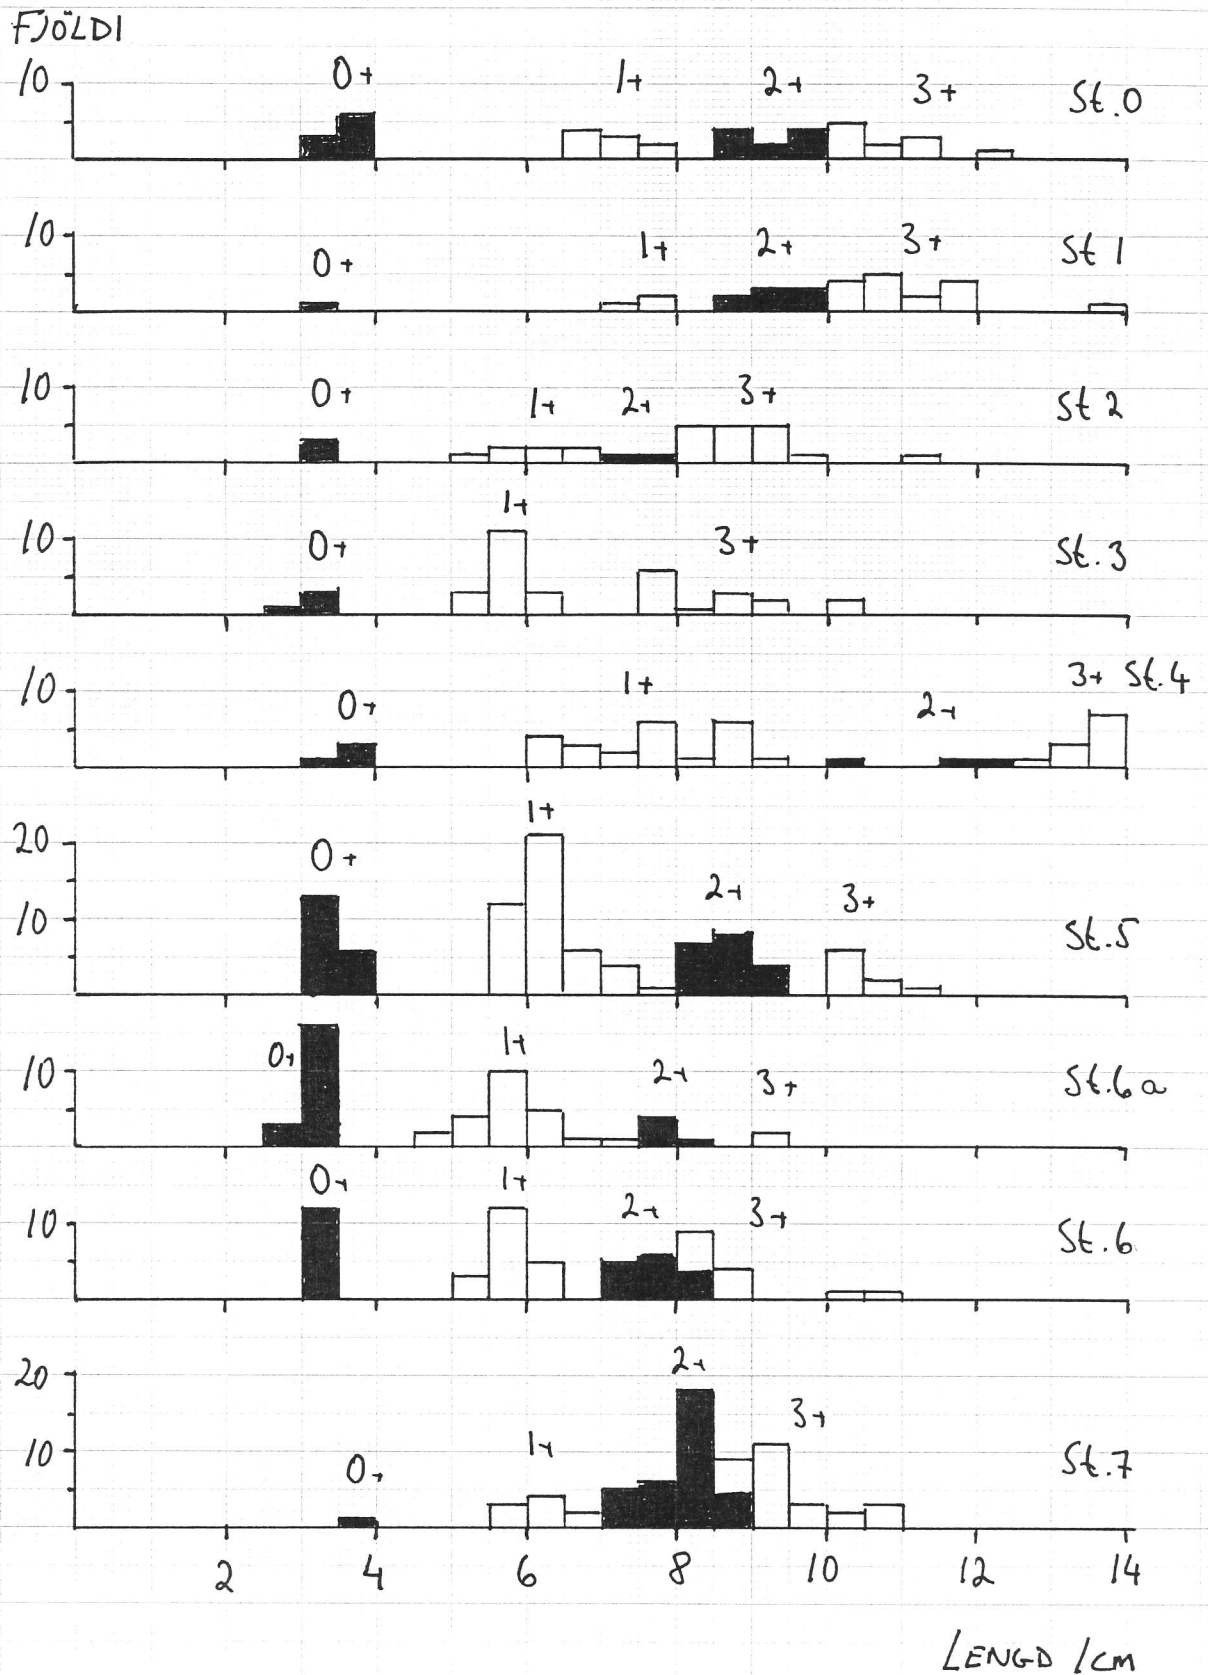 FJÖLDI
10 0+ 1+ 2+ 3+ St.0
10 0+ 1+ 2+ 3+ St 1
10 0+ 1+ 2+ 3+ St 2
10 0+ 1+ 3+ St.3
10 0+ 1+ 2+ 3+ St.4
20 0+ 1+
10 2+ 3+ St.5
10 0+ 1+ 2+ 3+ St.6a
10 0+ 1+ 2+ 3+ St.6
20 2+
10 0+ 1+ 3+ St.7
2 4 6 8 10 12 14
LENGD /CM